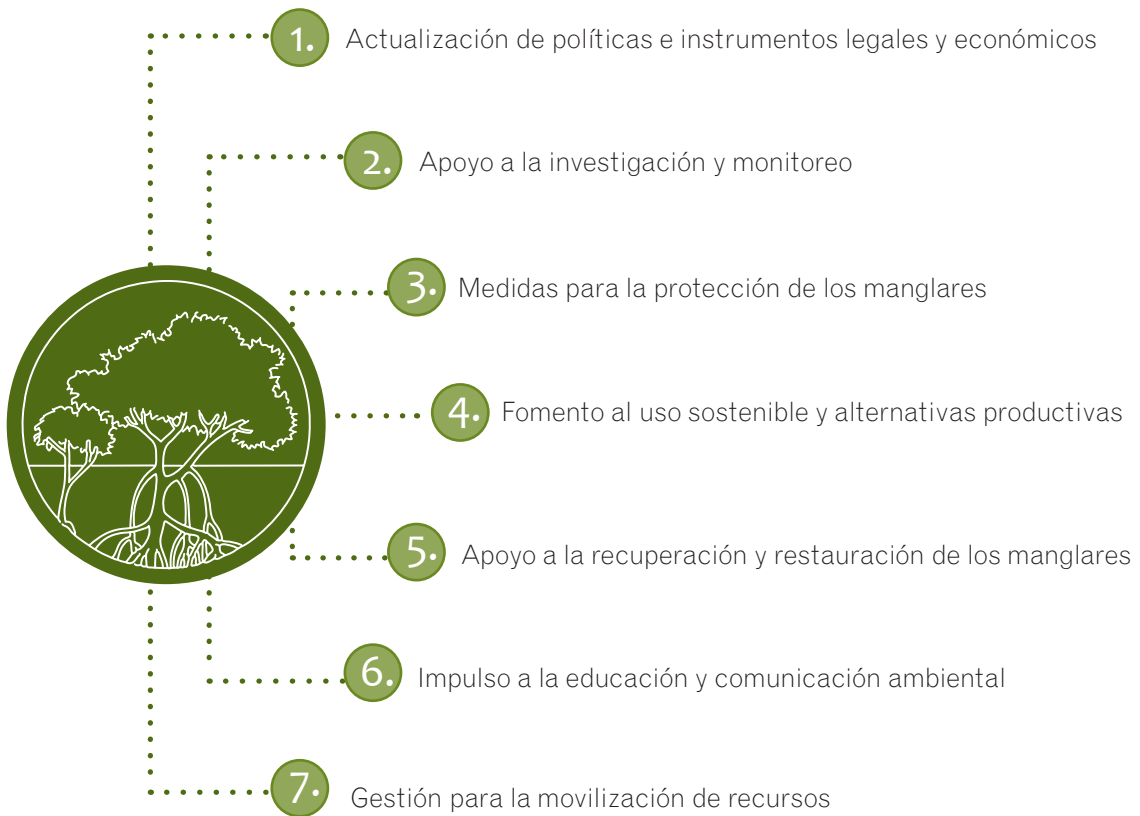 1. Actualización de políticas e instrumentos legales y económicos
2. Apoyo a la investigación y monitoreo
3. Medidas para la protección de los manglares
4. Fomento al uso sostenible y alternativas productivas
5. Apoyo a la recuperación y restauración de los manglares
6. Impulso a la educación y comunicación ambiental
7. Gestión para la movilización de recursos